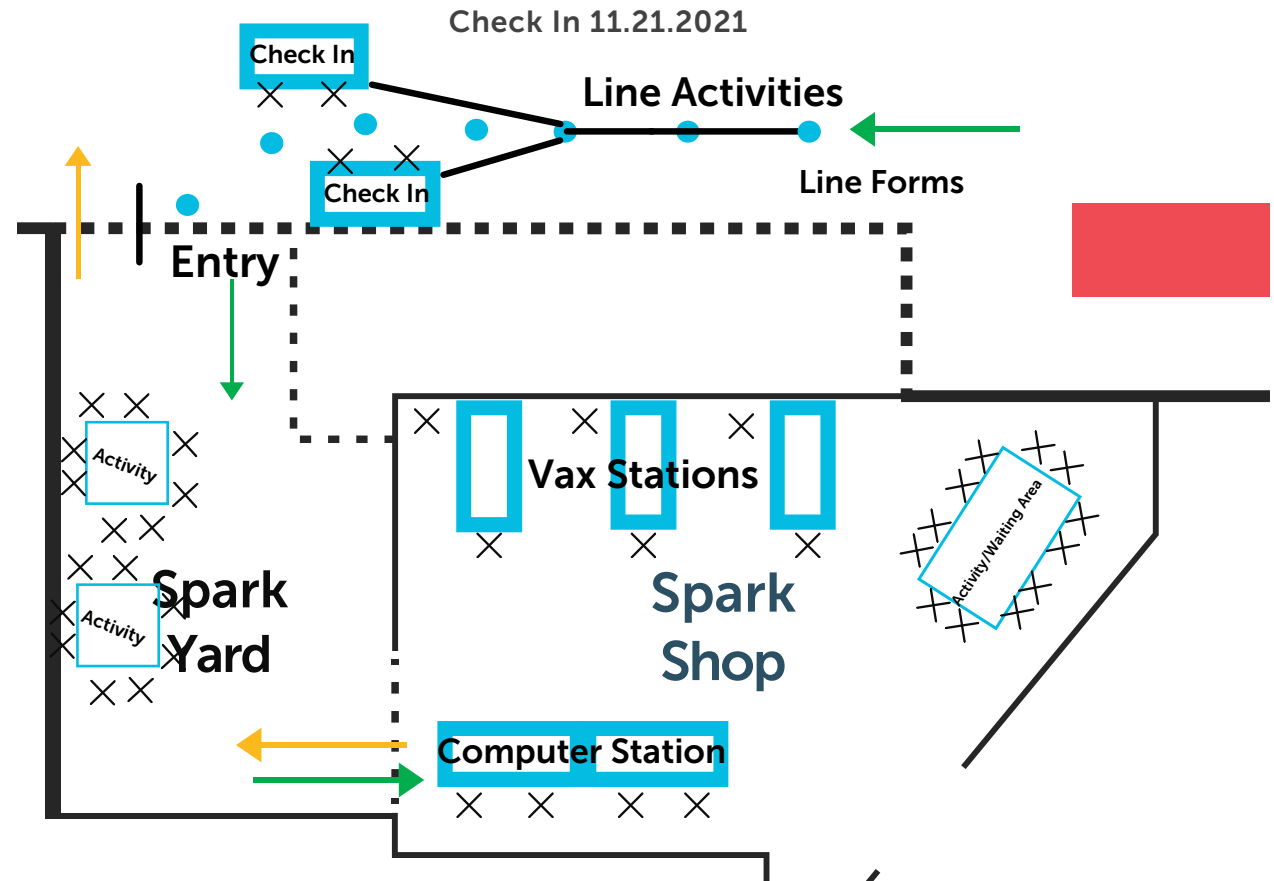 Check In 11.21.2021
Check In
Line Activities
Line Forms
Check In
Entry
Activity
Vax Stations
Activity/Waiting Area
Spark
Yard
Activity
Spark
Shop
Computer Station